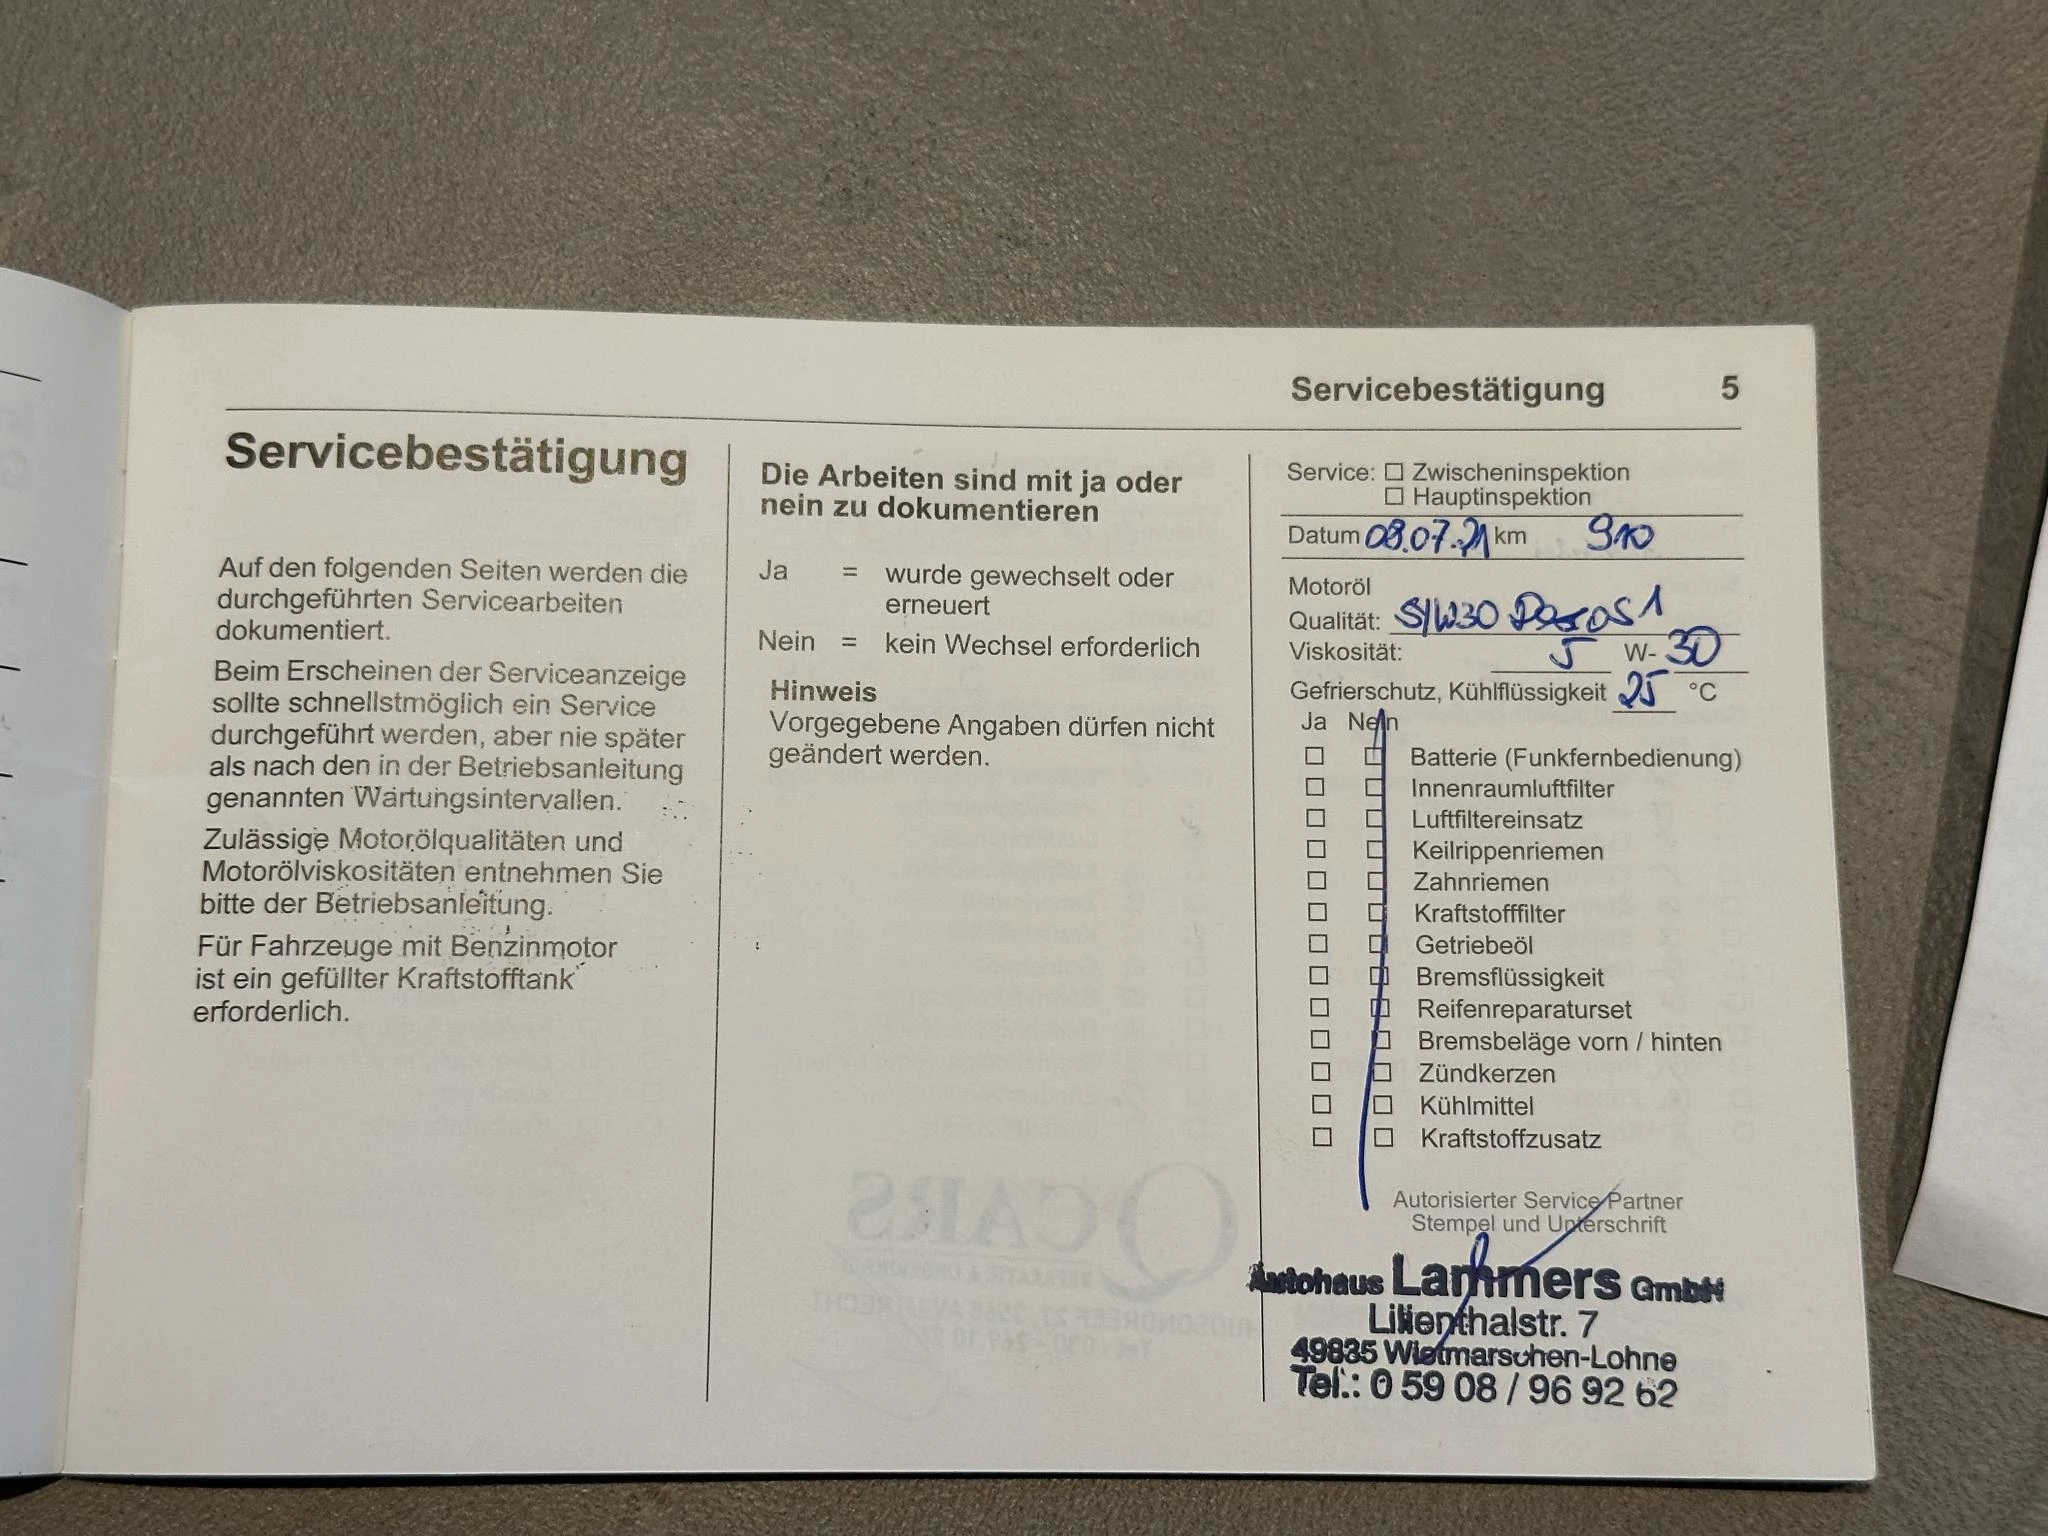 Servicebestätigung 5
Servicebestätigung
Auf den folgenden Seiten werden die
durchgeführten Servicearbeiten
dokumentiert.
Beim Erscheinen der Serviceanzeige
sollte schnellstmöglich ein Service
durchgeführt werden, aber nie später
als nach den in der Betriebsanleitung
genannten Wartungsintervallen.
Zulässige Motorölqualitäten und
Motorölviskositäten entnehmen Sie
bitte der Betriebsanleitung.
Für Fahrzeuge mit Benzinmotor
ist ein gefüllter Kraftstofftank
erforderlich.
Die Arbeiten sind mit ja oder
nein zu dokumentieren
Ja = wurde gewechselt oder
erneuert
Nein = kein Wechsel erforderlich
Hinweis
Vorgegebene Angaben dürfen nicht
geändert werden.
Service: ☐ Zwischeninspektion
☐ Hauptinspektion
Datum 08.07.21 km 910
Motoröl
Qualität: 5/W30
Viskosität: 5 W- 30
Gefrierschutz, Kühlflüssigkeit 25 °C
Ja Nein
☐ ☐ Batterie (Funkfernbedienung)
☐ ☐ Innenraumluftfilter
☐ ☐ Luftfiltereinsatz
☐ ☐ Keilrippenriemen
☐ ☐ Zahnriemen
☐ ☐ Kraftstofffilter
☐ ☐ Getriebeöl
☐ ☐ Bremsflüssigkeit
☐ ☐ Reifenreparaturset
☐ ☐ Bremsbeläge vorn / hinten
☐ ☐ Zündkerzen
☐ ☐ Kühlmittel
☐ ☐ Kraftstoffzusatz
Autorisierter Service Partner
Stempel und Unterschrift
Autohaus Lammers GmbH
Lilienthalstr. 7
49835 Wietmarschen-Lohne
Tel.: 0 59 08 / 96 92 62